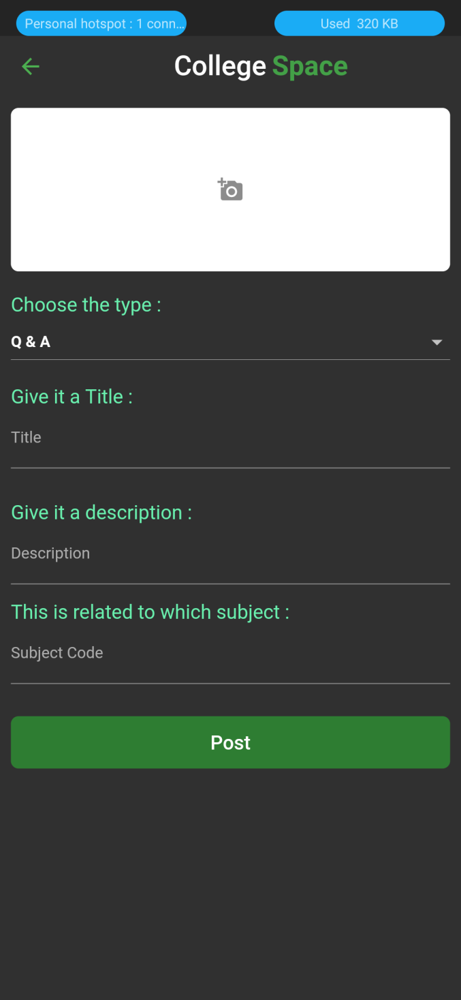 Personal hotspot : 1 conn... Used 320 KB
College Space
Choose the type :
Q & A
Give it a Title :
Title
Give it a description :
Description
This is related to which subject :
Subject Code
Post